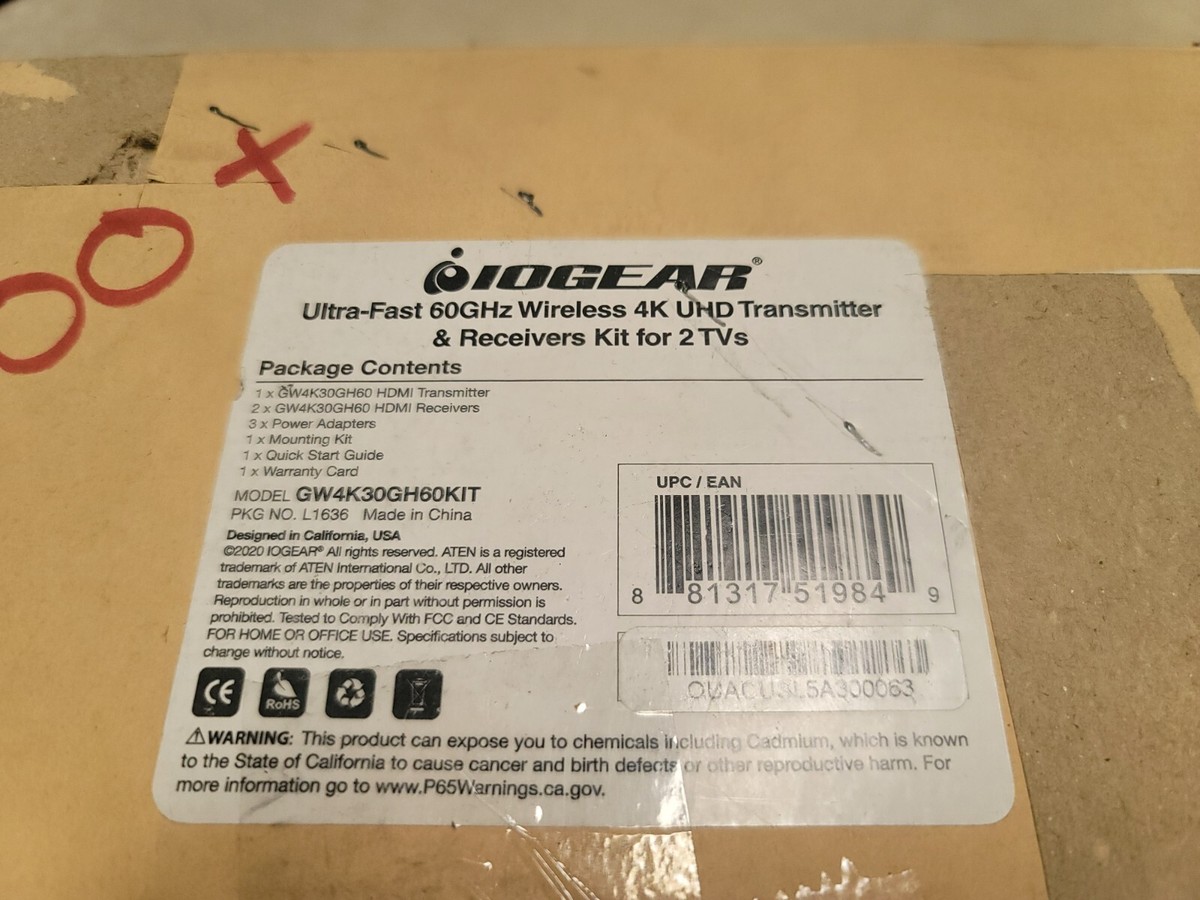 OO X
IOGEAR®
Ultra-Fast 60GHz Wireless 4K UHD Transmitter
& Receivers Kit for 2 TVs
Package Contents
1 x GW4K30GH60 HDMI Transmitter
2 x GW4K30GH60 HDMI Receivers
3 x Power Adapters
1 x Mounting Kit
1 x Quick Start Guide
1 x Warranty Card
MODEL GW4K30GH60KIT
PKG NO. L1636 Made in China
Designed in California, USA
©2020 IOGEAR® All rights reserved. ATEN is a registered
trademark of ATEN International Co., LTD. All other
trademarks are the properties of their respective owners.
Reproduction in whole or in part without permission is
prohibited. Tested to Comply With FCC and CE Standards.
FOR HOME OR OFFICE USE. Specifications subject to
change without notice.
UPC / EAN
8 81317 51984 9
CE RoHS
⚠WARNING: This product can expose you to chemicals including Cadmium, which is known
to the State of California to cause cancer and birth defects or other reproductive harm. For
more information go to www.P65Warnings.ca.gov.